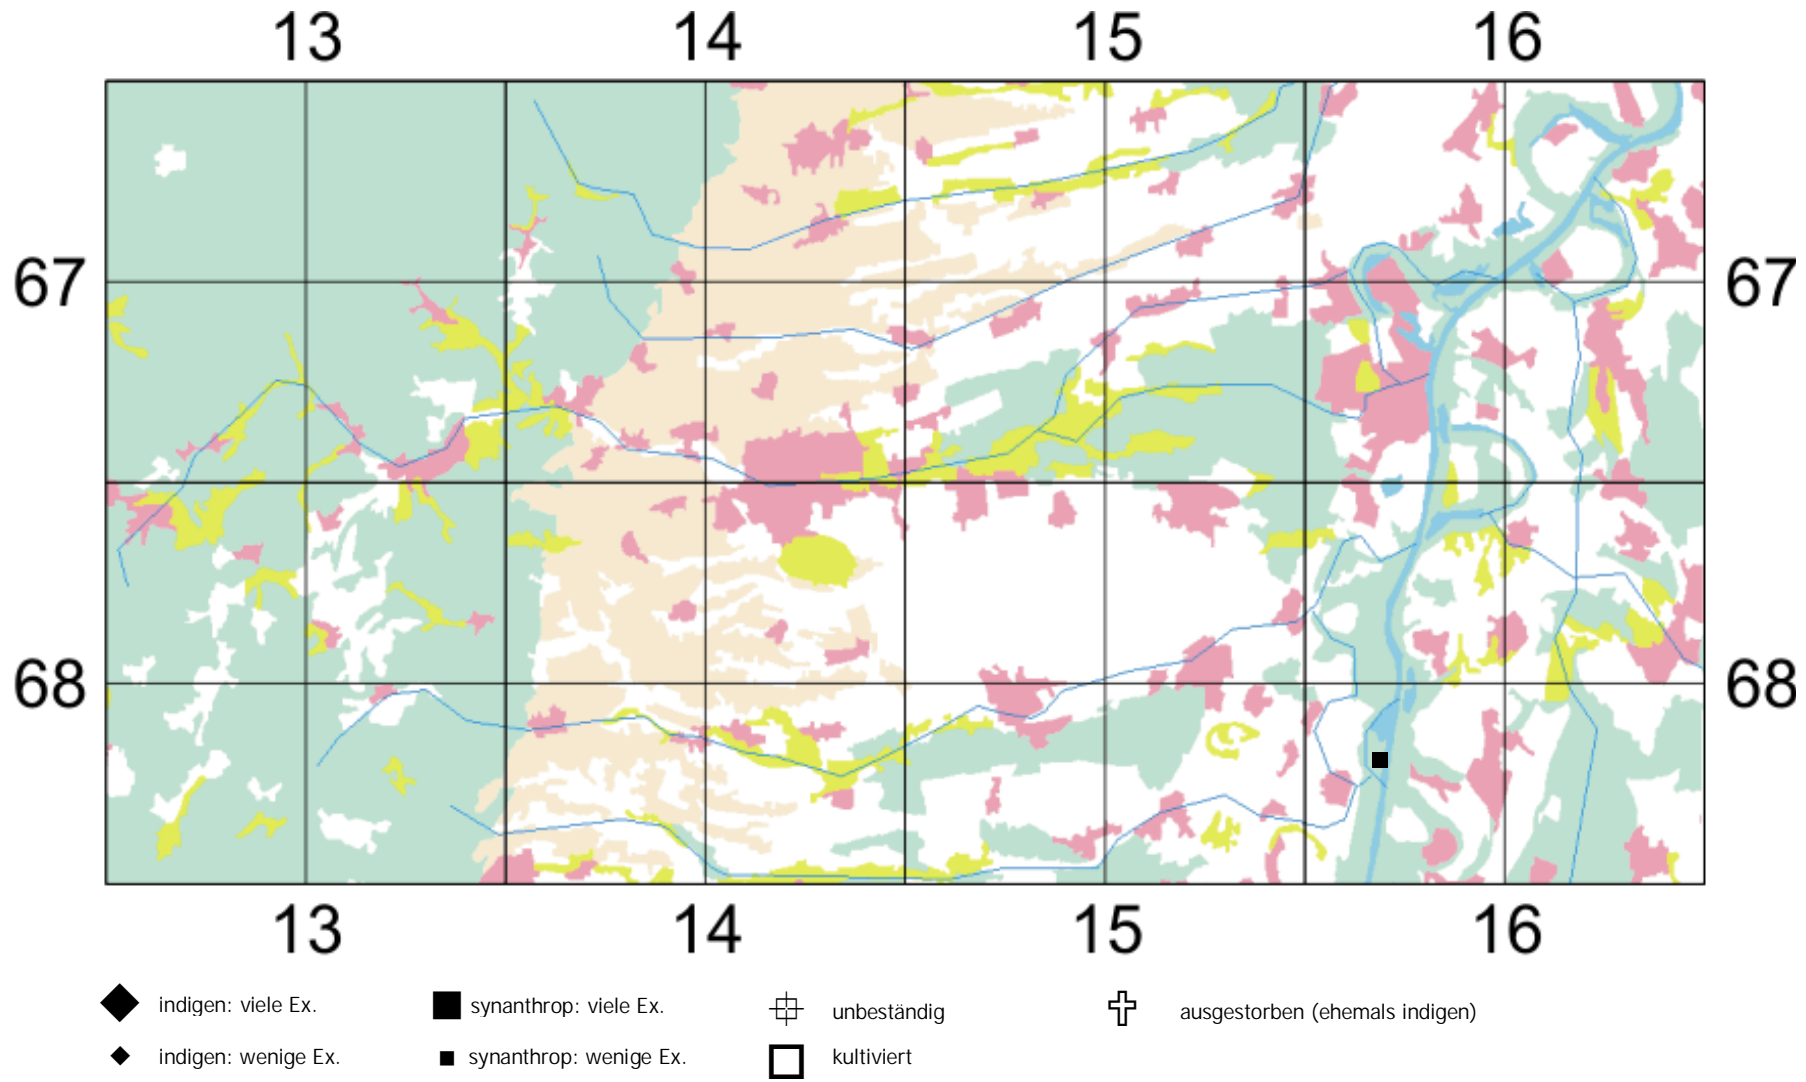 13 14 15 16
67 67
68 68
13 14 15 16
indigen: viele Ex. synanthrop: viele Ex. unbeständig ausgestorben (ehemals indigen)
indigen: wenige Ex. synanthrop: wenige Ex. kultiviert